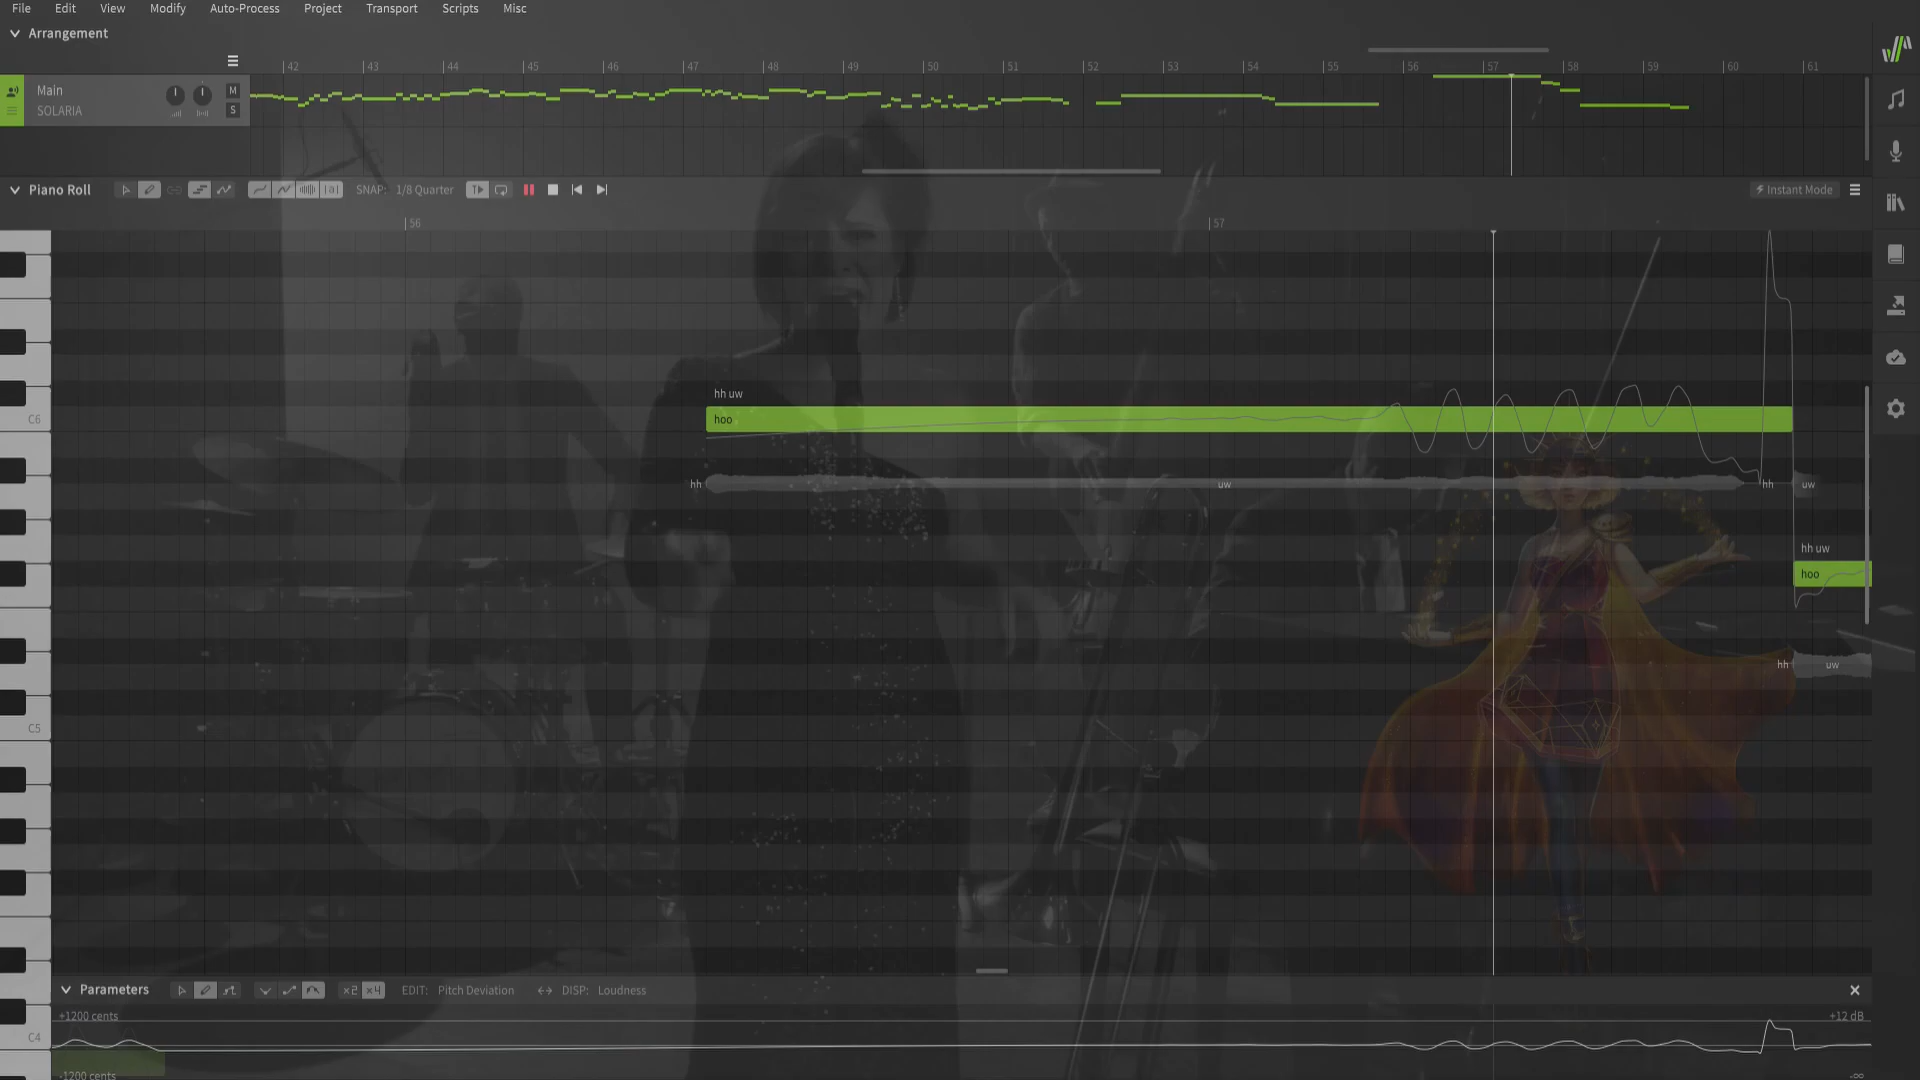 File Edit View Modify Auto-Process Project Transport Scripts Misc
Arrangement
42 43 44 45 46 47 48 49 50 51 52 53 54 55 56 57 58 59 60 61
Main M
SOLARIA S
Piano Roll SNAP: 1/8 Quarter Instant Mode
56 57
hh uw
C6 hoo
hh uw hh uw
hh uw
hoo
hh uw
C5
Parameters x2 x4 EDIT: Pitch Deviation DISP: Loudness
+1200 cents +12 dB
C4
-1200 cents -∞